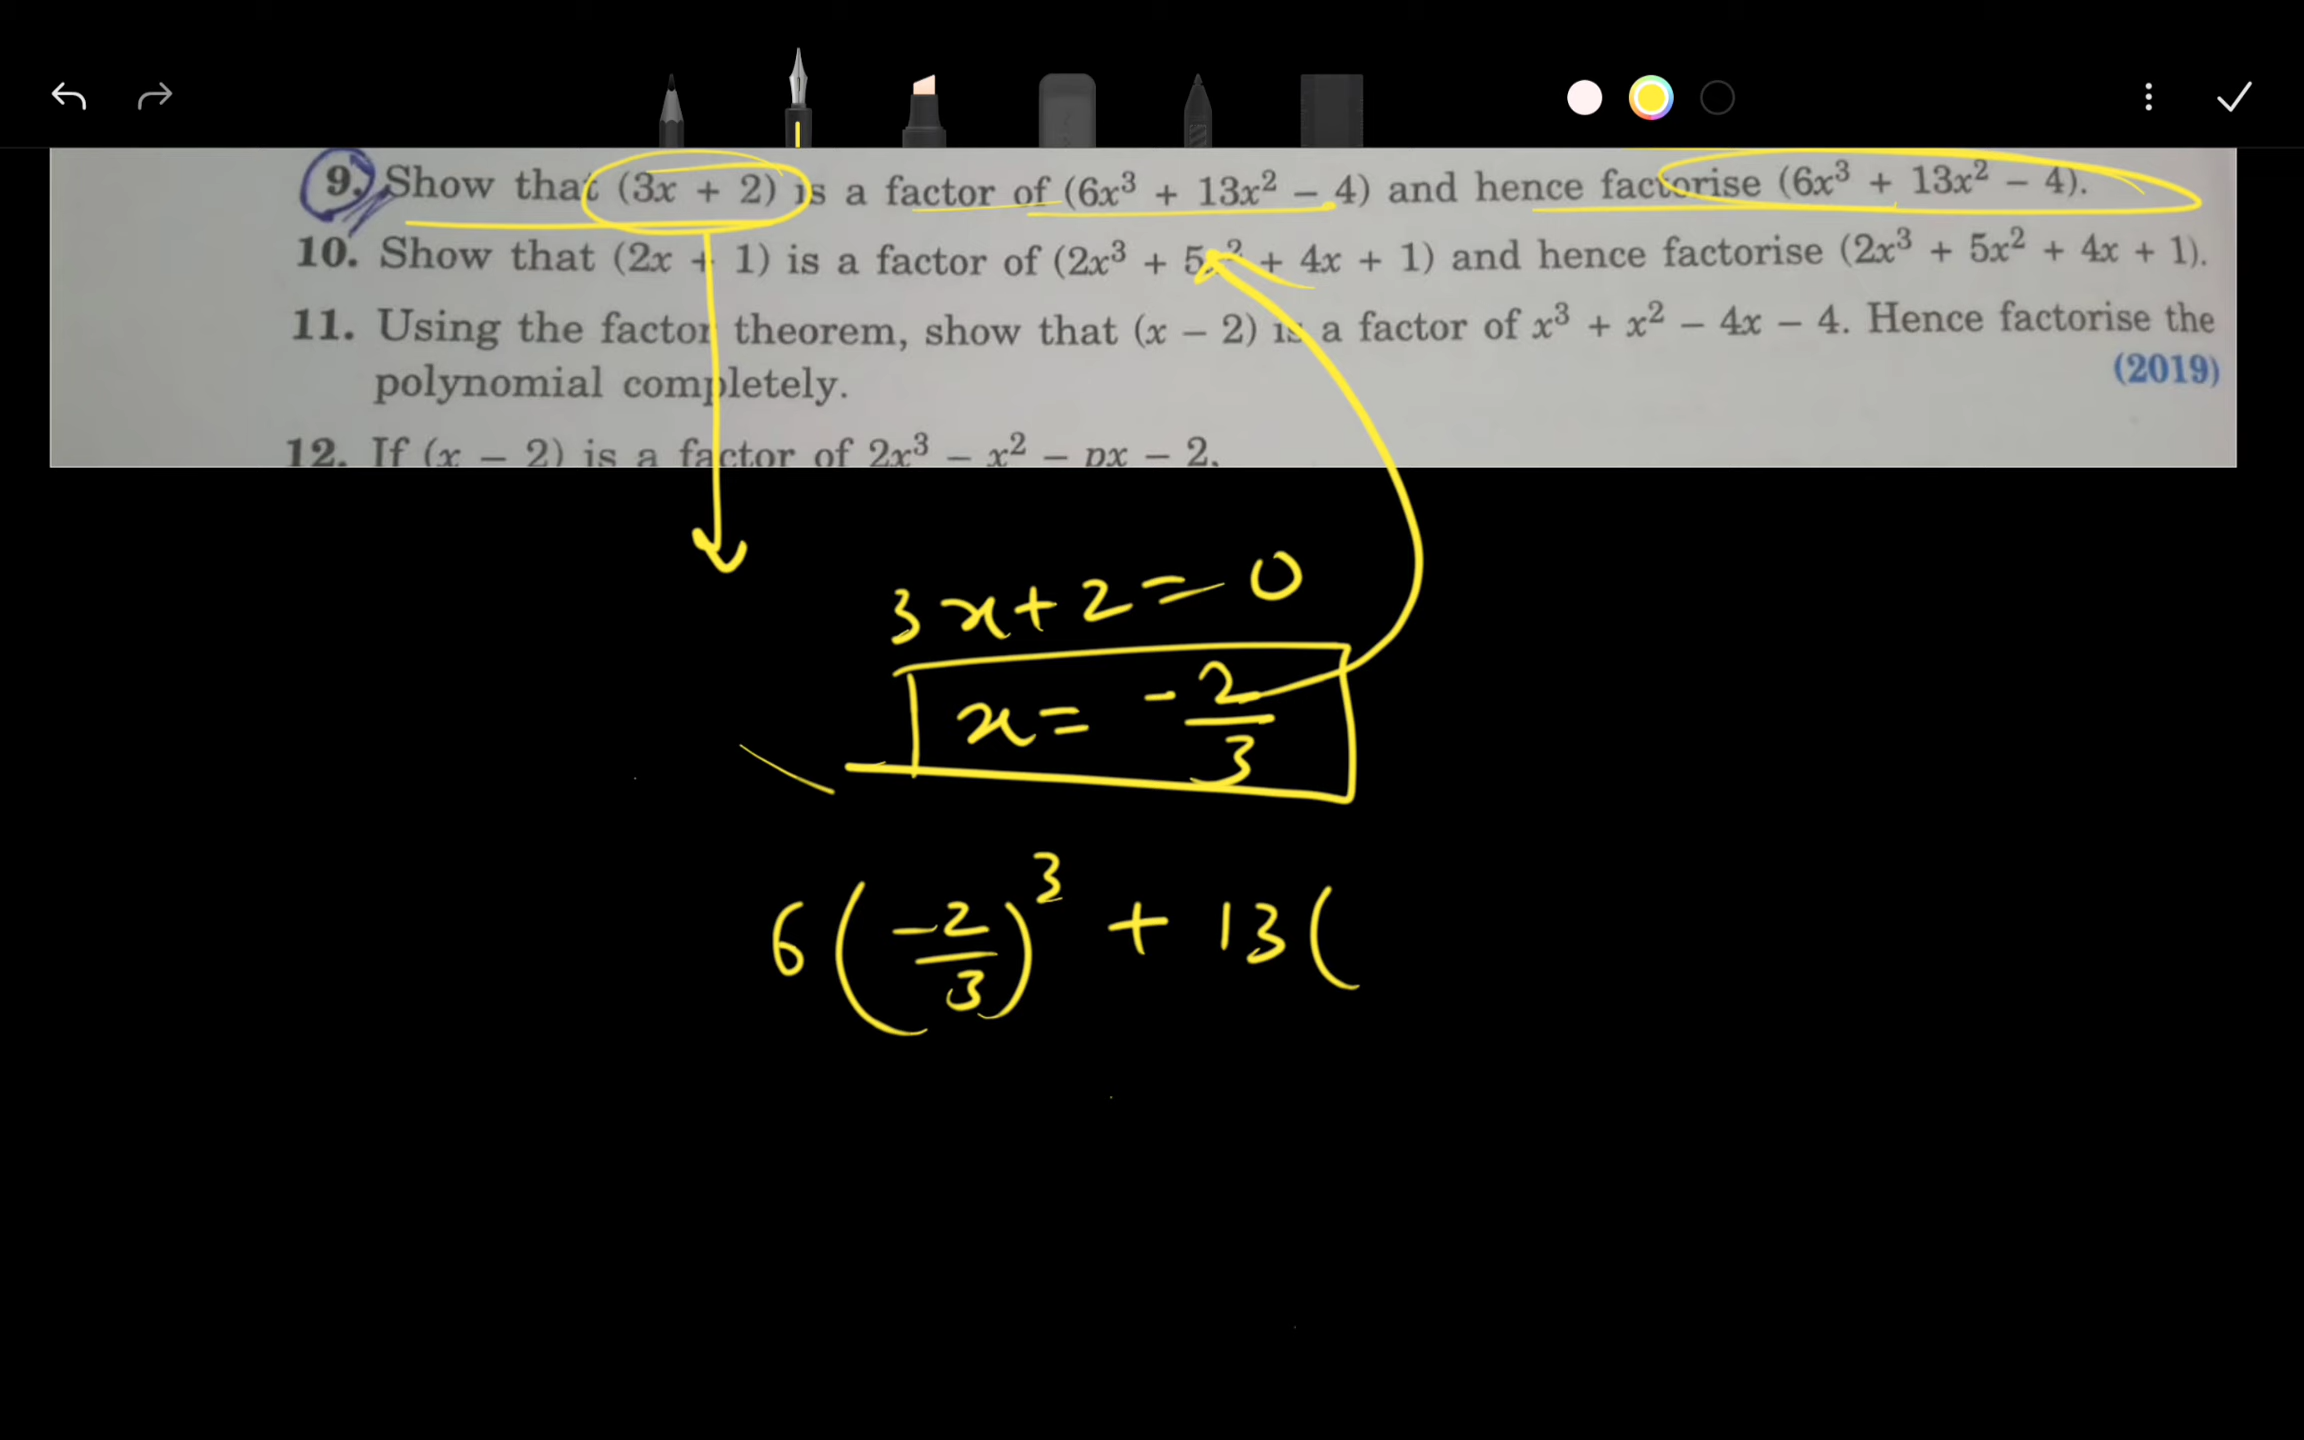 9. Show that (3x + 2) is a factor of (6x³ + 13x² − 4) and hence factorise (6x³ + 13x² − 4).
10. Show that (2x + 1) is a factor of (2x³ + 5x² + 4x + 1) and hence factorise (2x³ + 5x² + 4x + 1).
11. Using the factor theorem, show that (x − 2) is a factor of x³ + x² − 4x − 4. Hence factorise the
polynomial completely. (2019)
12. If (x − 2) is a factor of 2x³ − x² − px − 2,
3x+2=0
x= -2/3
6(-2/3)³ + 13(